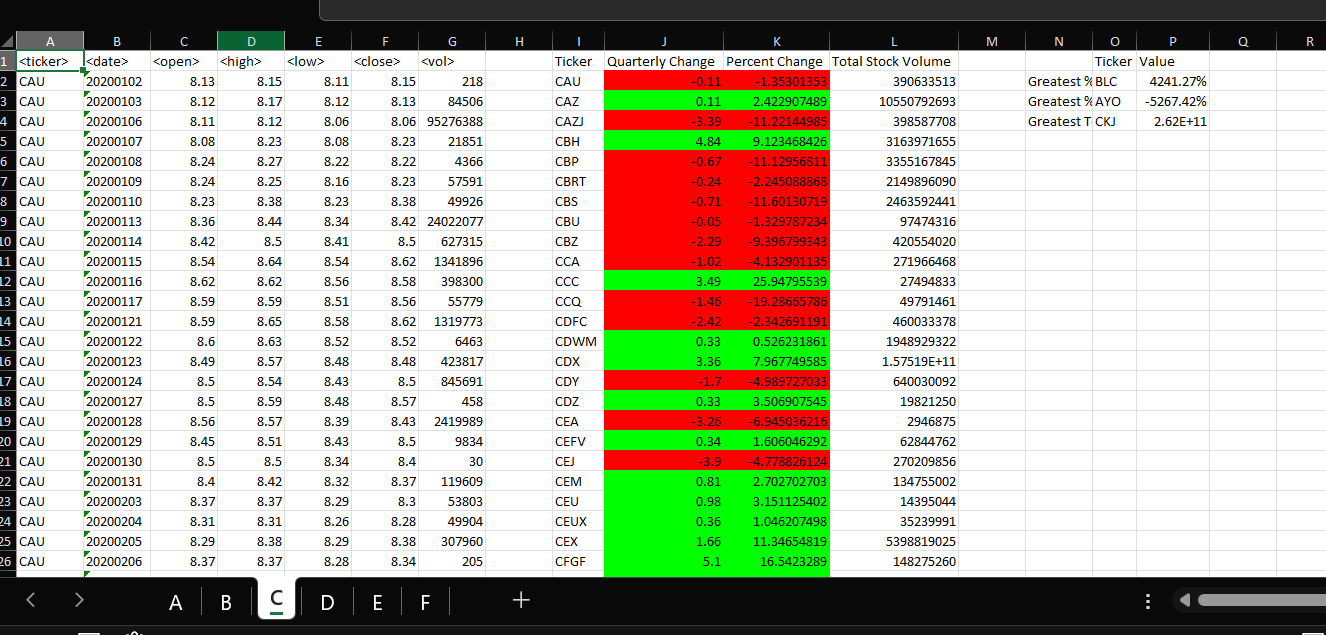 A B C D E F G H I J K L M N O P Q R
1 <ticker> <date> <open> <high> <low> <close> <vol> Ticker Quarterly Change Percent Change Total Stock Volume Ticker Value
2 CAU 20200102 8.13 8.15 8.11 8.15 218 CAU -0.11 -1.35301353 390633513 Greatest % BLC 4241.27%
3 CAU 20200103 8.12 8.17 8.12 8.13 84506 CAZ 0.11 2.422907489 10550792693 Greatest % AYO -5267.42%
4 CAU 20200106 8.11 8.12 8.06 8.06 95276388 CAZJ -3.39 -11.22144985 398587708 Greatest T CKJ 2.62E+11
5 CAU 20200107 8.08 8.23 8.08 8.23 21851 CBH 4.84 9.123468426 3163971655
6 CAU 20200108 8.24 8.27 8.22 8.22 4366 CBP -0.67 -11.12956811 3355167845
7 CAU 20200109 8.24 8.25 8.16 8.23 57591 CBRT -0.24 -2.245088868 2149896090
8 CAU 20200110 8.23 8.38 8.23 8.38 49926 CBS -0.71 -11.60130719 2463592441
9 CAU 20200113 8.36 8.44 8.34 8.42 24022077 CBU -0.05 -1.329787234 97474316
10 CAU 20200114 8.42 8.5 8.41 8.5 627315 CBZ -2.29 -9.396799343 420554020
11 CAU 20200115 8.54 8.64 8.54 8.62 1341896 CCA -1.02 -4.132901135 271966468
12 CAU 20200116 8.62 8.62 8.56 8.58 398300 CCC 3.49 25.94795539 27494833
13 CAU 20200117 8.59 8.59 8.51 8.56 55779 CCQ -1.46 -19.28665786 49791461
14 CAU 20200121 8.59 8.65 8.58 8.62 1319773 CDFC -2.42 -2.342691191 460033378
15 CAU 20200122 8.6 8.63 8.52 8.52 6463 CDWM 0.33 0.526231861 1948929322
16 CAU 20200123 8.49 8.57 8.48 8.48 423817 CDX 3.36 7.967749585 1.57519E+11
17 CAU 20200124 8.5 8.54 8.43 8.5 845691 CDY -1.7 -4.989727033 640030092
18 CAU 20200127 8.5 8.59 8.48 8.57 458 CDZ 0.33 3.506907545 19821250
19 CAU 20200128 8.56 8.57 8.39 8.43 2419989 CEA -3.26 -6.945036216 2946875
20 CAU 20200129 8.45 8.51 8.43 8.5 9834 CEFV 0.34 1.606046292 62844762
21 CAU 20200130 8.5 8.5 8.34 8.4 30 CEJ -3.9 -4.778826124 270209856
22 CAU 20200131 8.4 8.42 8.32 8.37 119609 CEM 0.81 2.702702703 134755002
23 CAU 20200203 8.37 8.37 8.29 8.3 53803 CEU 0.98 3.151125402 14395044
24 CAU 20200204 8.31 8.31 8.26 8.28 49904 CEUX 0.36 1.046207498 35239991
25 CAU 20200205 8.29 8.38 8.29 8.38 307960 CEX 1.66 11.34654819 5398819025
26 CAU 20200206 8.37 8.37 8.28 8.34 205 CFGF 5.1 16.5423289 148275260
A B C D E F